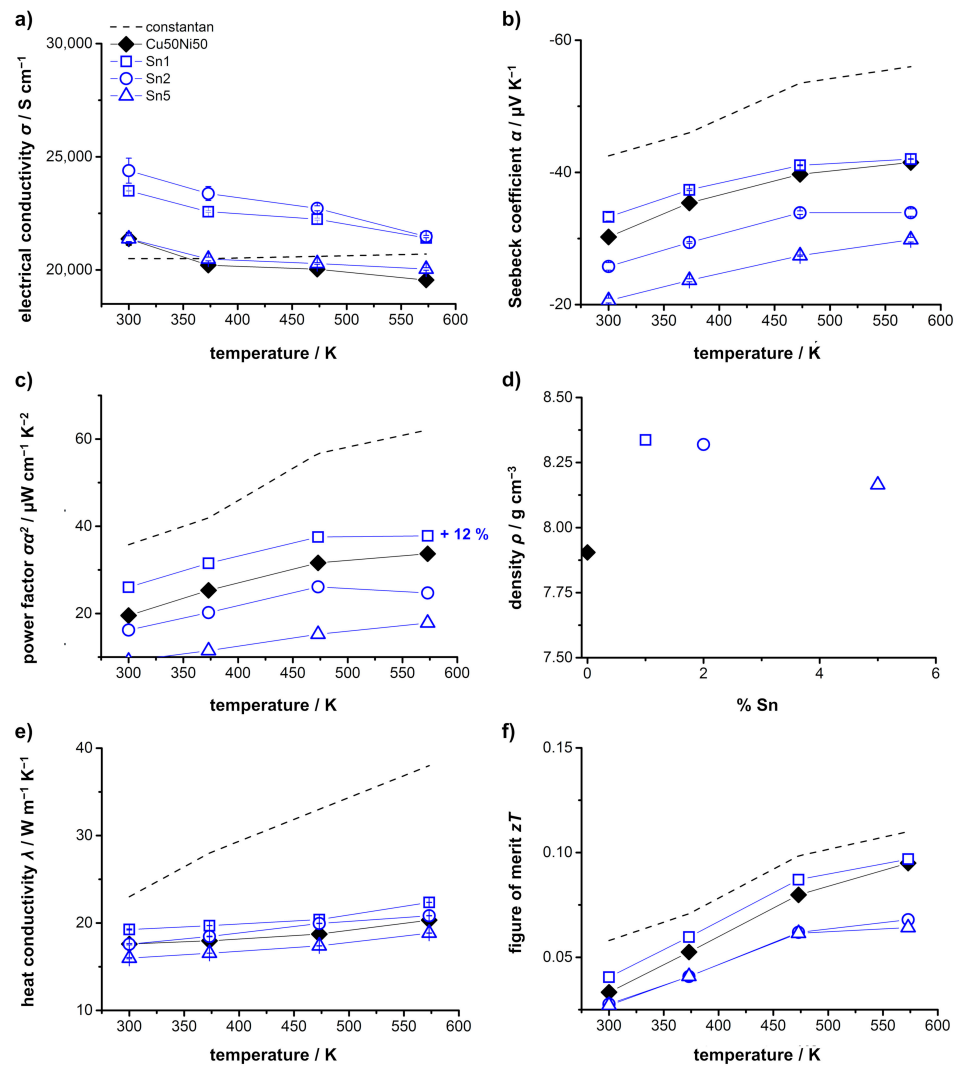 a)
constantan
Cu50Ni50
Sn1
Sn2
Sn5
30,000
25,000
20,000
electrical conductivity σ / S cm⁻¹
300 350 400 450 500 550 600
temperature / K
b)
-60
-50
-40
-30
-20
Seebeck coefficient α / µV K⁻¹
300 350 400 450 500 550 600
temperature / K
c)
60
40
20
power factor σα² / µW cm⁻¹ K⁻²
+ 12 %
300 350 400 450 500 550 600
temperature / K
d)
8.50
8.25
8.00
7.75
7.50
density ρ / g cm⁻³
0 2 4 6
% Sn
e)
40
30
20
10
heat conductivity λ / W m⁻¹ K⁻¹
300 350 400 450 500 550 600
temperature / K
f)
0.15
0.10
0.05
figure of merit zT
300 350 400 450 500 550 600
temperature / K